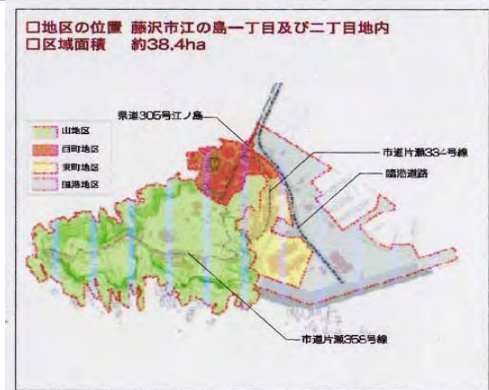 □地区の位置 藤沢市江の島一丁目及び二丁目地内
□区域面積 約38.4ha
県道305号江ノ島
山地区
西町地区
東町地区
臨港地区
市道片瀬334号線
臨港道路
市道片瀬358号線